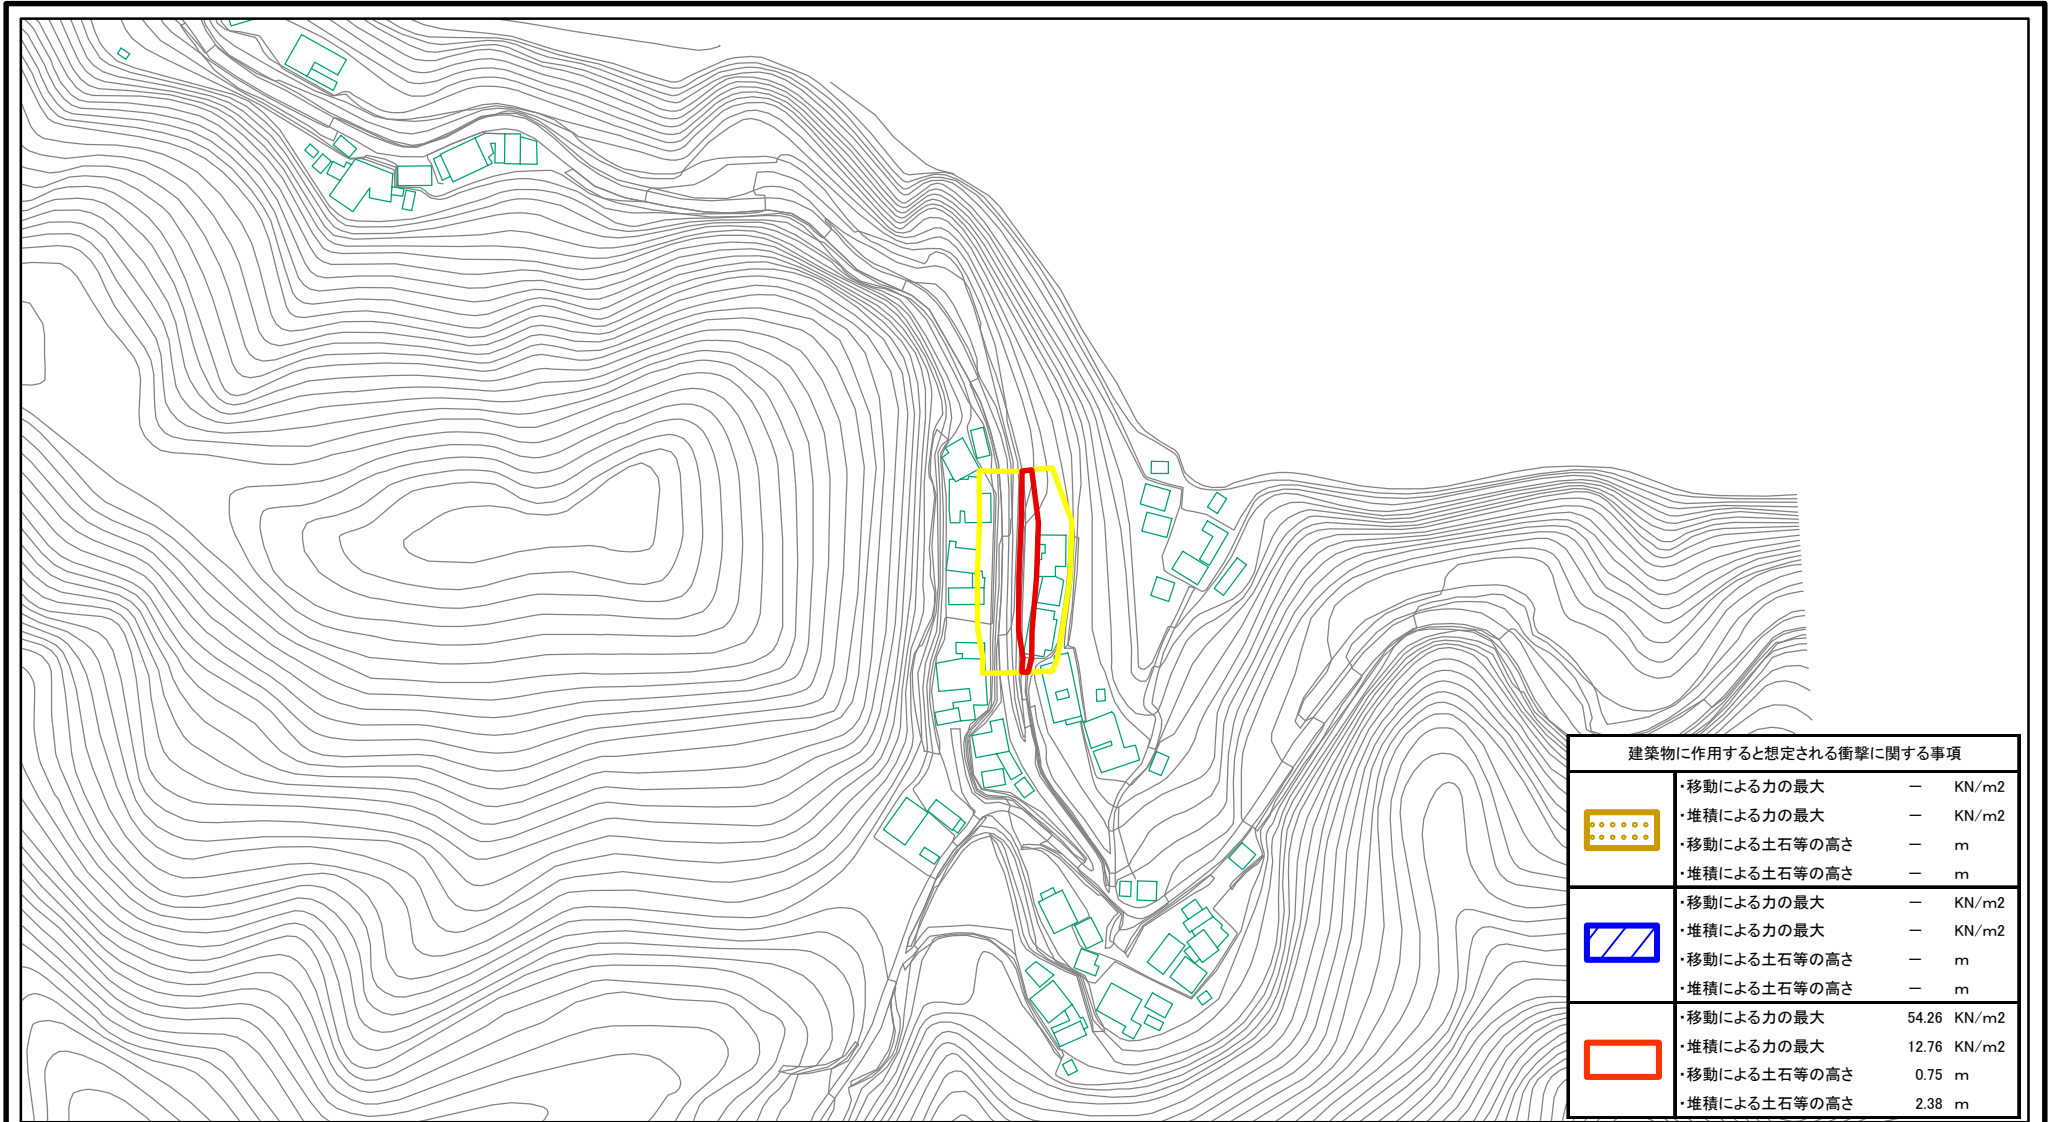 建築物に作用すると想定される衝撃に関する事項
・移動による力の最大 － KN/m2
・堆積による力の最大 － KN/m2
・移動による土石等の高さ － m
・堆積による土石等の高さ － m
・移動による力の最大 － KN/m2
・堆積による力の最大 － KN/m2
・移動による土石等の高さ － m
・堆積による土石等の高さ － m
・移動による力の最大 54.26 KN/m2
・堆積による力の最大 12.76 KN/m2
・移動による土石等の高さ 0.75 m
・堆積による土石等の高さ 2.38 m